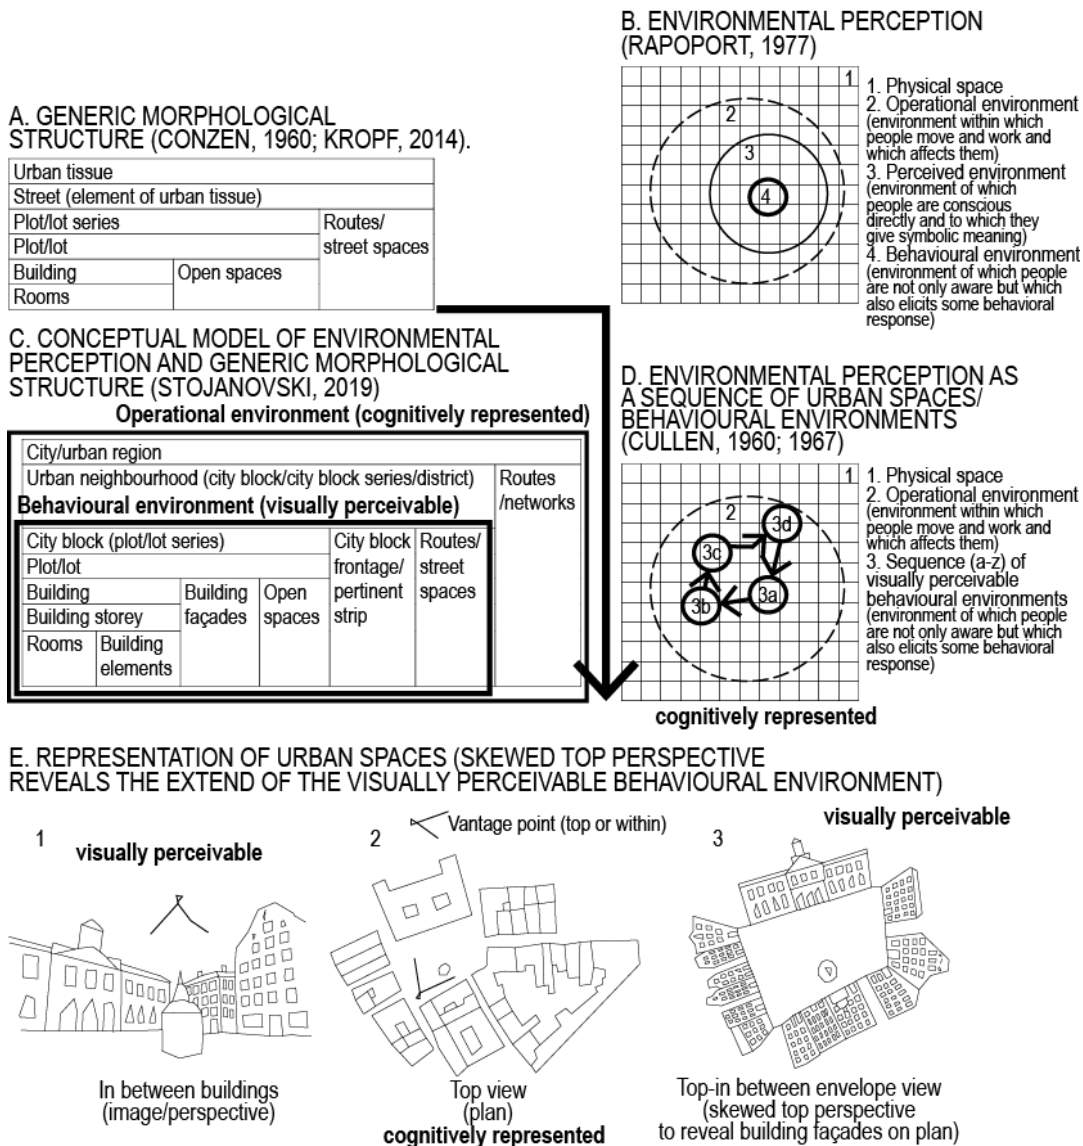 B. ENVIRONMENTAL PERCEPTION
(RAPOPORT, 1977)
1
2
3
4
1. Physical space
2. Operational environment
(environment within which
people move and work and
which affects them)
3. Perceived environment
(environment of which
people are conscious
directly and to which they
give symbolic meaning)
4. Behavioural environment
(environment of which people
are not only aware but which
also elicits some behavioral
response)
A. GENERIC MORPHOLOGICAL
STRUCTURE (CONZEN, 1960; KROPF, 2014).
Urban tissue
Street (element of urban tissue)
Plot/lot series
Plot/lot
Building
Rooms
Open spaces
Routes/
street spaces
C. CONCEPTUAL MODEL OF ENVIRONMENTAL
PERCEPTION AND GENERIC MORPHOLOGICAL
STRUCTURE (STOJANOVSKI, 2019)
Operational environment (cognitively represented)
City/urban region
Urban neighbourhood (city block/city block series/district)
Routes
/networks
Behavioural environment (visually perceivable)
City block (plot/lot series)
Plot/lot
Building
Building storey
Rooms
Building
elements
Building
façades
Open
spaces
City block
frontage/
pertinent
strip
Routes/
street
spaces
D. ENVIRONMENTAL PERCEPTION AS
A SEQUENCE OF URBAN SPACES/
BEHAVIOURAL ENVIRONMENTS
(CULLEN, 1960; 1967)
1
2
3d
3c
3a
3b
1. Physical space
2. Operational environment
(environment within which
people move and work and
which affects them)
3. Sequence (a-z) of
visually perceivable
behavioural environments
(environment of which people
are not only aware but which
also elicits some behavioral
response)
cognitively represented
E. REPRESENTATION OF URBAN SPACES (SKEWED TOP PERSPECTIVE
REVEALS THE EXTEND OF THE VISUALLY PERCEIVABLE BEHAVIOURAL ENVIRONMENT)
1
visually perceivable
In between buildings
(image/perspective)
2
Vantage point (top or within)
Top view
(plan)
cognitively represented
visually perceivable
3
Top-in between envelope view
(skewed top perspective
to reveal building façades on plan)